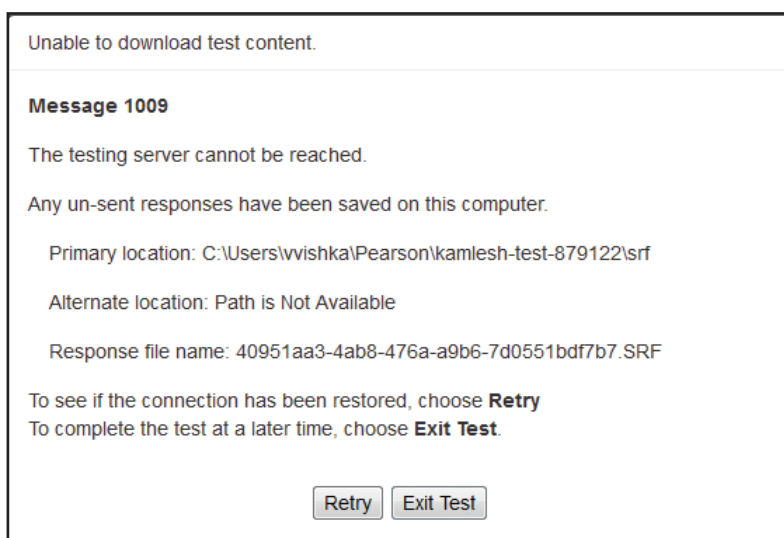 Unable to download test content.
Message 1009
The testing server cannot be reached.
Any un-sent responses have been saved on this computer.
Primary location: C:\Users\vvishka\Pearson\kamlesh-test-879122\srf
Alternate location: Path is Not Available
Response file name: 40951aa3-4ab8-476a-a9b6-7d0551bdf7b7.SRF
To see if the connection has been restored, choose Retry
To complete the test at a later time, choose Exit Test.
Retry Exit Test